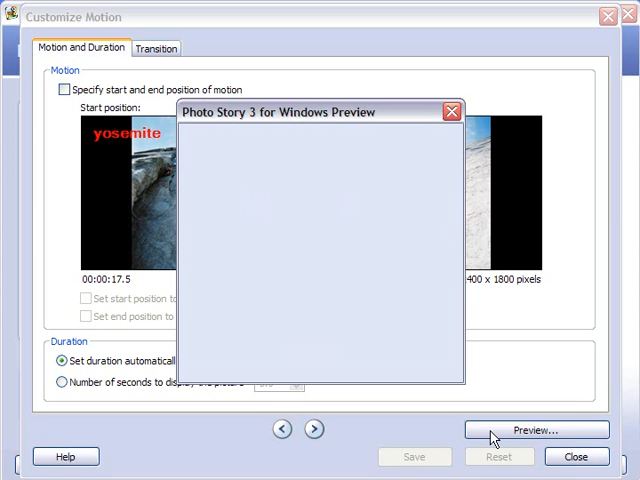 Customize Motion
Motion and Duration
Transition
Motion
Specify start and end position of motion
Start position:
Photo Story 3 for Windows Preview
yosemite
00:00:17.5
400 x 1800 pixels
Set start position to
Set end position to
Duration
Set duration automaticall
Number of seconds to display the picture
Preview...
Help
Save
Reset
Close